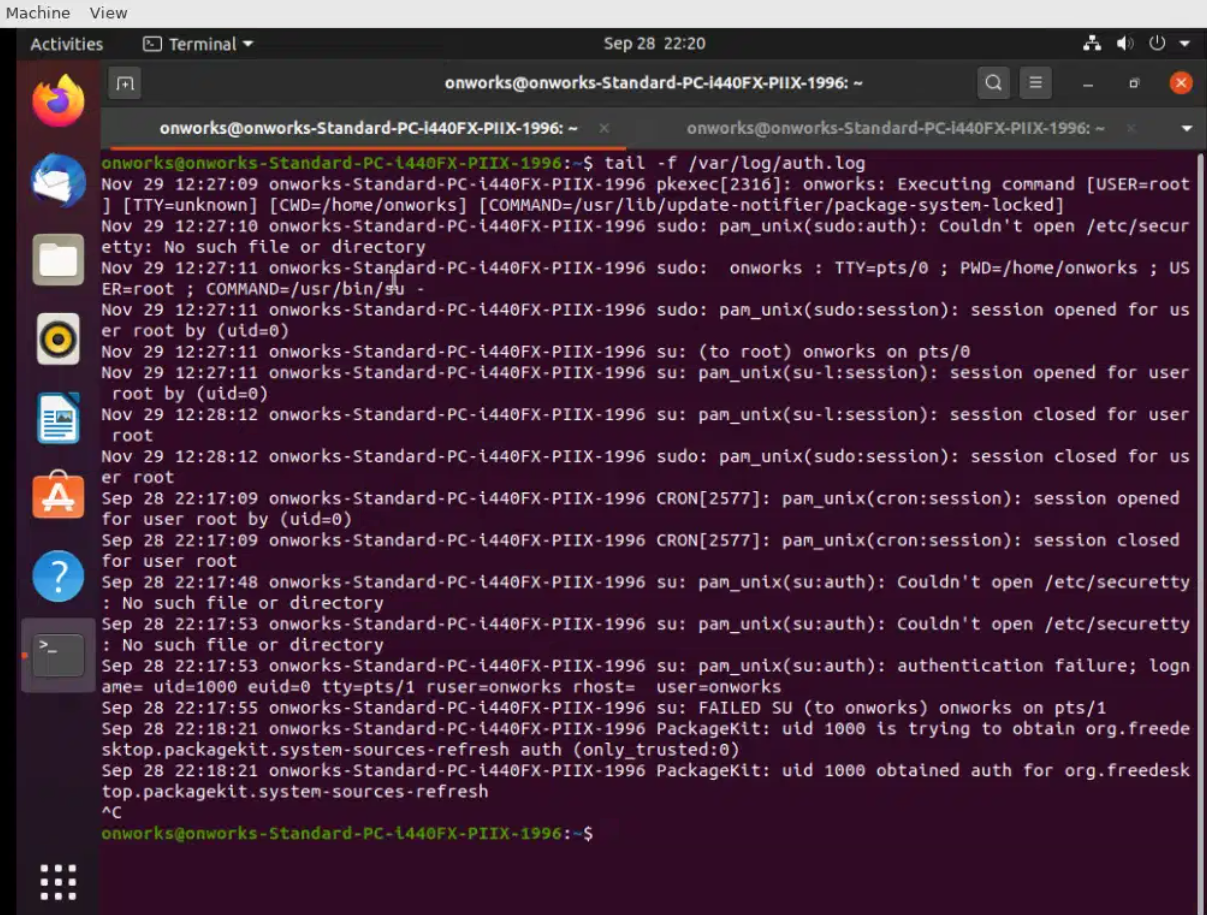 Machine View
Activities Terminal Sep 28 22:20
onworks@onworks-Standard-PC-i440FX-PIIX-1996: ~
onworks@onworks-Standard-PC-i440FX-PIIX-1996: ~ × onworks@onworks-Standard-PC-i440FX-PIIX-1996: ~ ×
onworks@onworks-Standard-PC-i440FX-PIIX-1996:~$ tail -f /var/log/auth.log
Nov 29 12:27:09 onworks-Standard-PC-i440FX-PIIX-1996 pkexec[2316]: onworks: Executing command [USER=root
] [TTY=unknown] [CWD=/home/onworks] [COMMAND=/usr/lib/update-notifier/package-system-locked]
Nov 29 12:27:10 onworks-Standard-PC-i440FX-PIIX-1996 sudo: pam_unix(sudo:auth): Couldn't open /etc/secur
etty: No such file or directory
Nov 29 12:27:11 onworks-Standard-PC-i440FX-PIIX-1996 sudo:  onworks : TTY=pts/0 ; PWD=/home/onworks ; US
ER=root ; COMMAND=/usr/bin/su -
Nov 29 12:27:11 onworks-Standard-PC-i440FX-PIIX-1996 sudo: pam_unix(sudo:session): session opened for us
er root by (uid=0)
Nov 29 12:27:11 onworks-Standard-PC-i440FX-PIIX-1996 su: (to root) onworks on pts/0
Nov 29 12:27:11 onworks-Standard-PC-i440FX-PIIX-1996 su: pam_unix(su-l:session): session opened for user
 root by (uid=0)
Nov 29 12:28:12 onworks-Standard-PC-i440FX-PIIX-1996 su: pam_unix(su-l:session): session closed for user
 root
Nov 29 12:28:12 onworks-Standard-PC-i440FX-PIIX-1996 sudo: pam_unix(sudo:session): session closed for us
er root
Sep 28 22:17:09 onworks-Standard-PC-i440FX-PIIX-1996 CRON[2577]: pam_unix(cron:session): session opened
for user root by (uid=0)
Sep 28 22:17:09 onworks-Standard-PC-i440FX-PIIX-1996 CRON[2577]: pam_unix(cron:session): session closed
for user root
Sep 28 22:17:48 onworks-Standard-PC-i440FX-PIIX-1996 su: pam_unix(su:auth): Couldn't open /etc/securetty
: No such file or directory
Sep 28 22:17:53 onworks-Standard-PC-i440FX-PIIX-1996 su: pam_unix(su:auth): Couldn't open /etc/securetty
: No such file or directory
Sep 28 22:17:53 onworks-Standard-PC-i440FX-PIIX-1996 su: pam_unix(su:auth): authentication failure; logn
ame= uid=1000 euid=0 tty=pts/1 ruser=onworks rhost=  user=onworks
Sep 28 22:17:55 onworks-Standard-PC-i440FX-PIIX-1996 su: FAILED SU (to onworks) onworks on pts/1
Sep 28 22:18:21 onworks-Standard-PC-i440FX-PIIX-1996 PackageKit: uid 1000 is trying to obtain org.freede
sktop.packagekit.system-sources-refresh auth (only_trusted:0)
Sep 28 22:18:21 onworks-Standard-PC-i440FX-PIIX-1996 PackageKit: uid 1000 obtained auth for org.freedesk
top.packagekit.system-sources-refresh
^C
onworks@onworks-Standard-PC-i440FX-PIIX-1996:~$